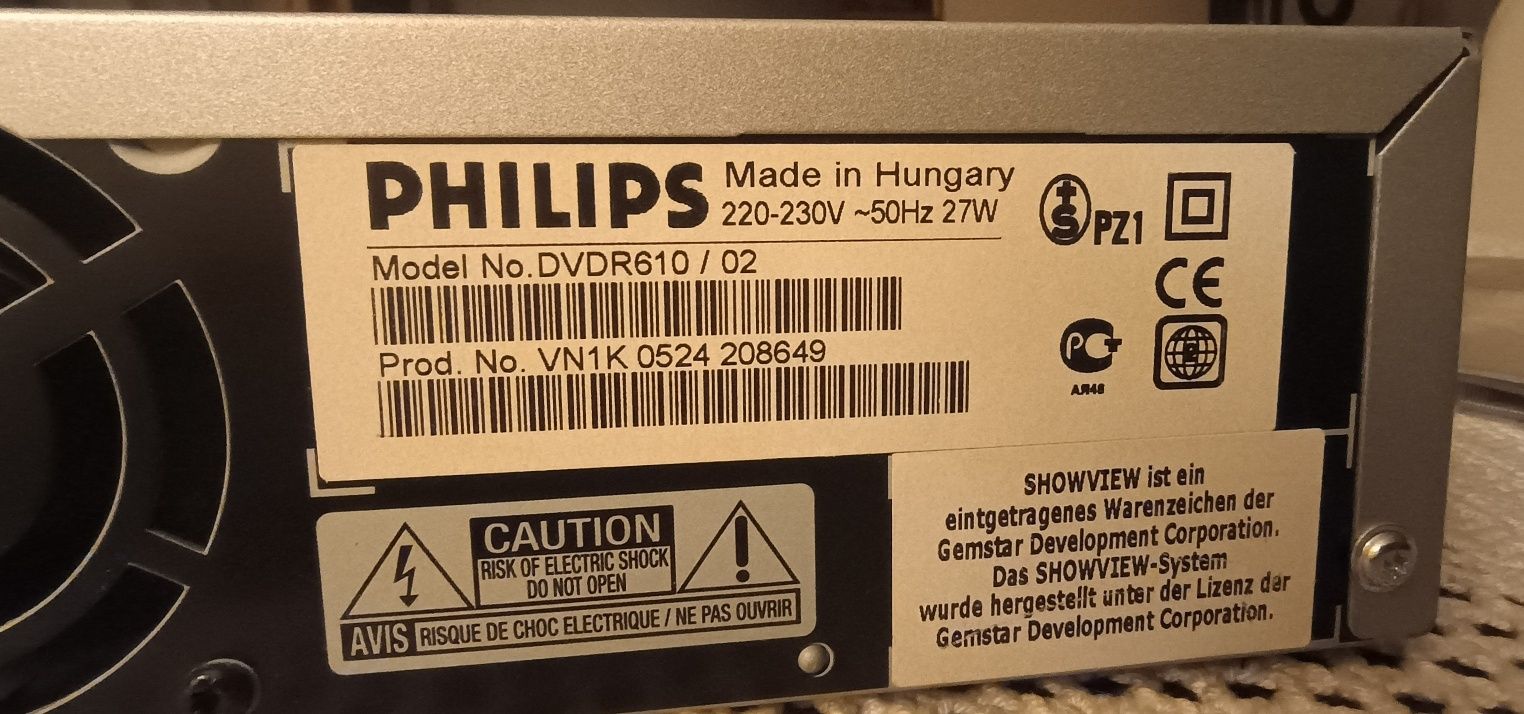 PHILIPS
Made in Hungary
220-230V ~50Hz 27W
Model No.DVDR610 / 02
Prod. No. VN1K 0524 208649
S PZ1
CE
PC
АЯ46
CAUTION
RISK OF ELECTRIC SHOCK
DO NOT OPEN
AVIS RISQUE DE CHOC ELECTRIQUE / NE PAS OUVRIR
SHOWVIEW ist ein
eintgetragenes Warenzeichen der
Gemstar Development Corporation.
Das SHOWVIEW-System
wurde hergestellt unter der Lizenz der
Gemstar Development Corporation.